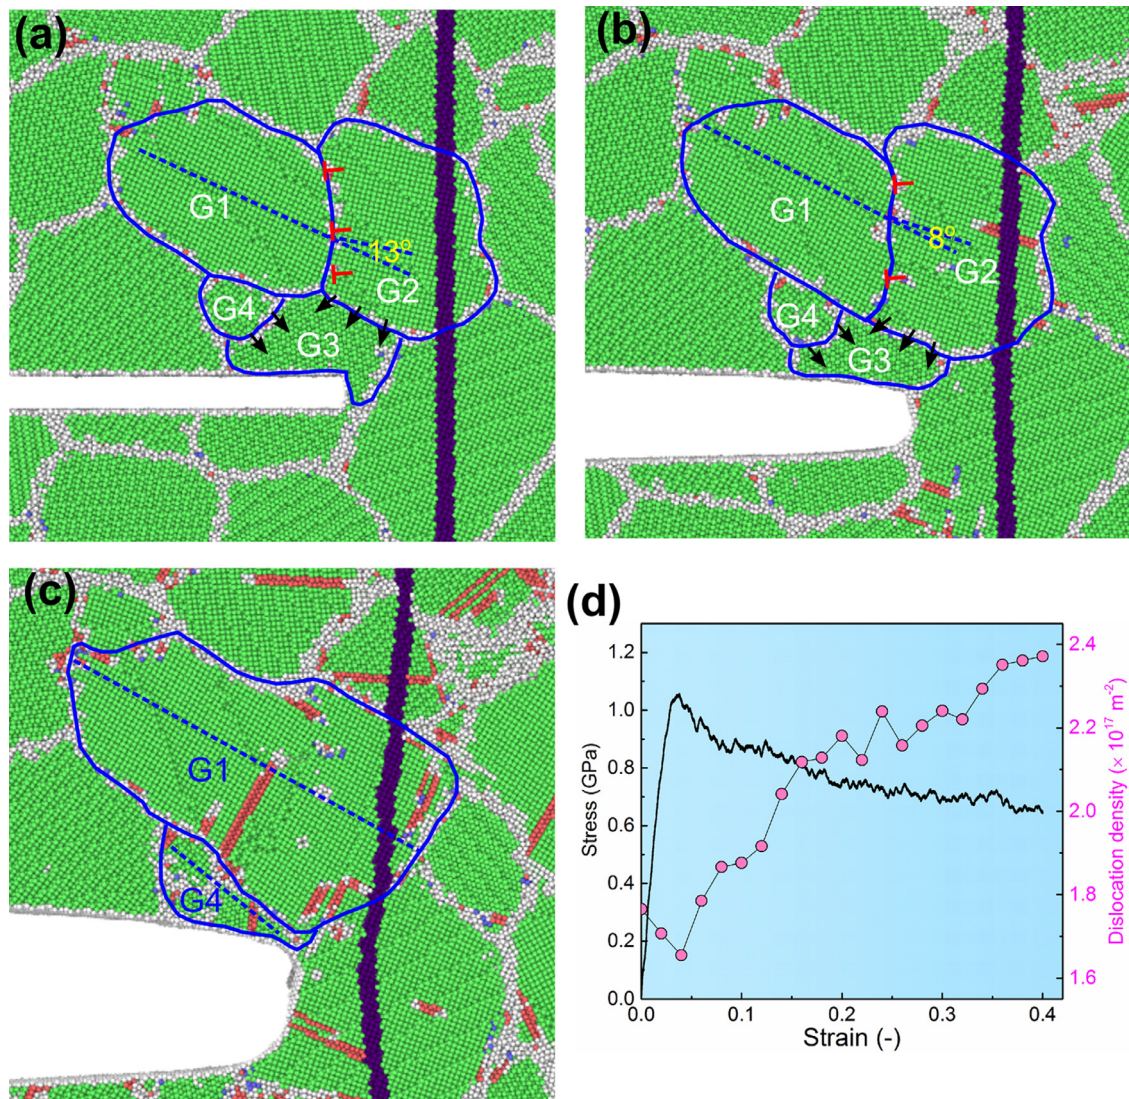 (a)
G1
13°
G2
G4
G3
(b)
G1
8°
G2
G4
G3
(c)
G1
G4
(d)
1.2
1.0
0.8
0.6
0.4
0.2
0.0
Stress (GPa)
0.0 0.1 0.2 0.3 0.4
Strain (-)
2.4
2.2
2.0
1.8
1.6
Dislocation density (× 10¹⁷ m⁻²)